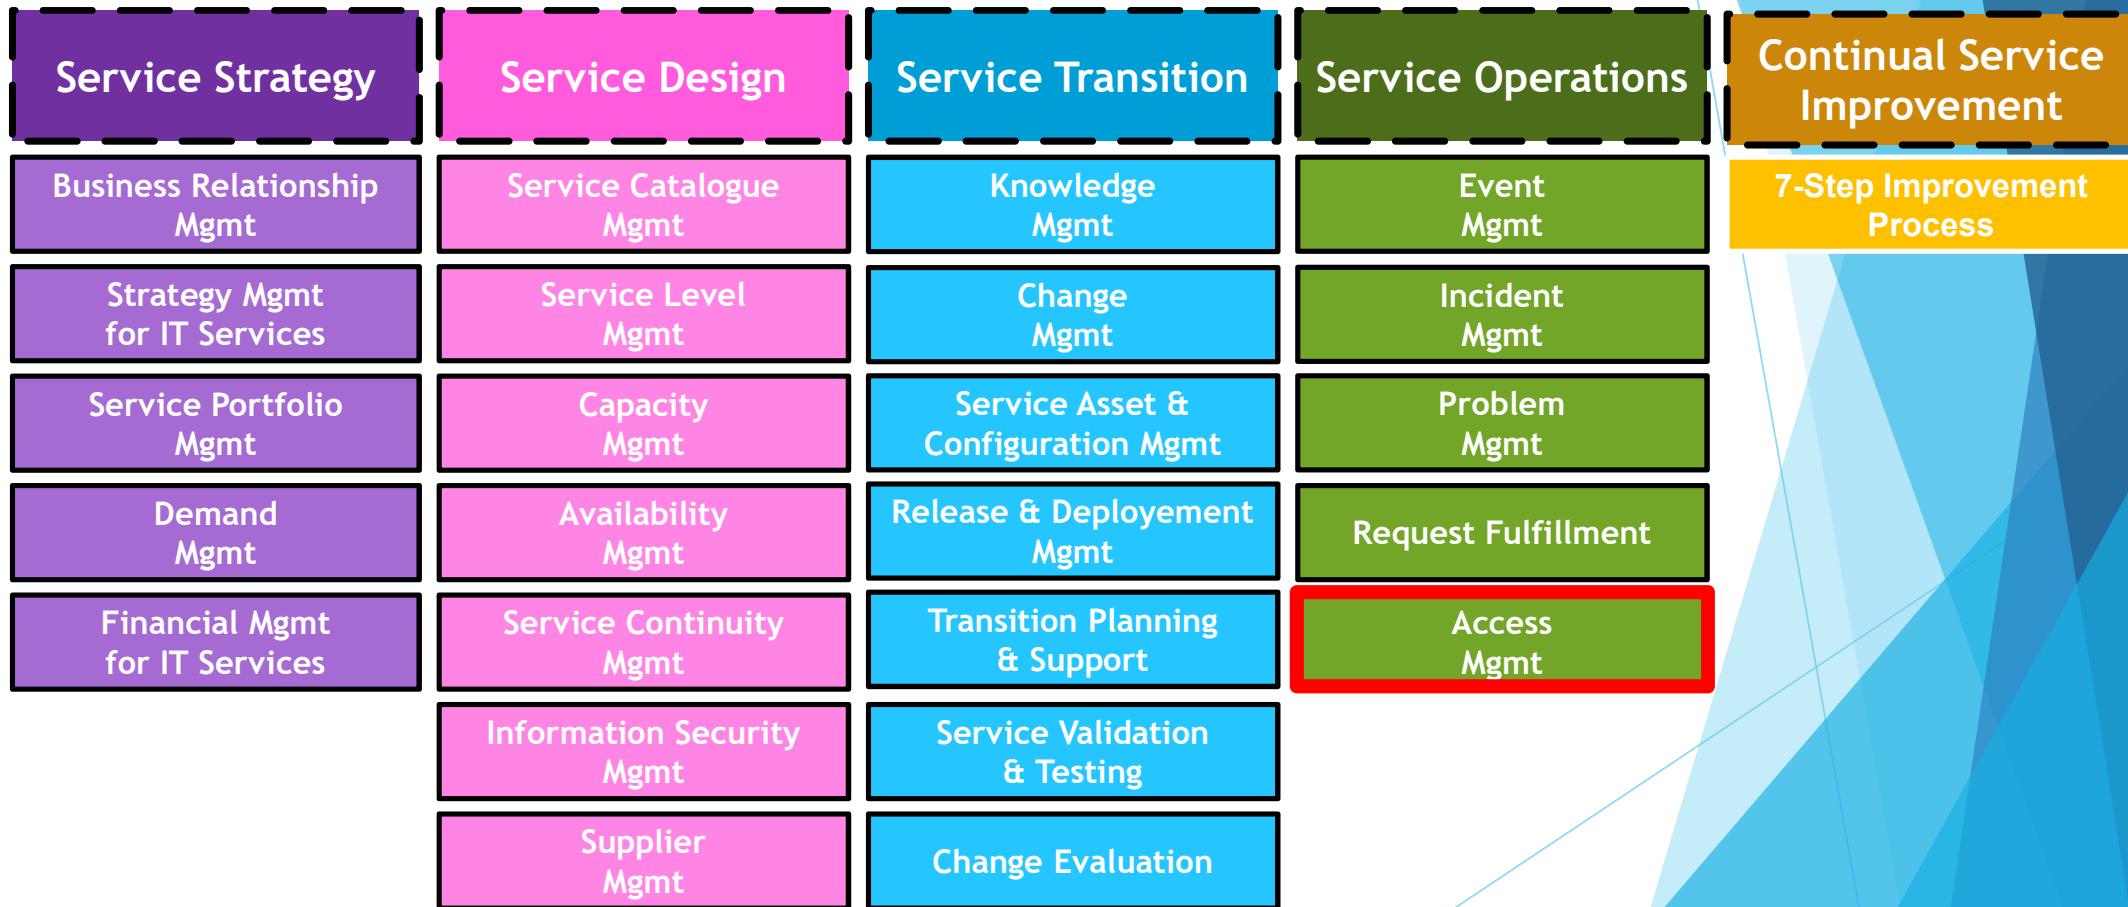 Service Strategy
Business Relationship
Mgmt
Strategy Mgmt
for IT Services
Service Portfolio
Mgmt
Demand
Mgmt
Financial Mgmt
for IT Services
Service Design
Service Catalogue
Mgmt
Service Level
Mgmt
Capacity
Mgmt
Availability
Mgmt
Service Continuity
Mgmt
Information Security
Mgmt
Supplier
Mgmt
Service Transition
Knowledge
Mgmt
Change
Mgmt
Service Asset &
Configuration Mgmt
Release & Deployement
Mgmt
Transition Planning
& Support
Service Validation
& Testing
Change Evaluation
Service Operations
Event
Mgmt
Incident
Mgmt
Problem
Mgmt
Request Fulfillment
Access
Mgmt
Continual Service
Improvement
7-Step Improvement
Process